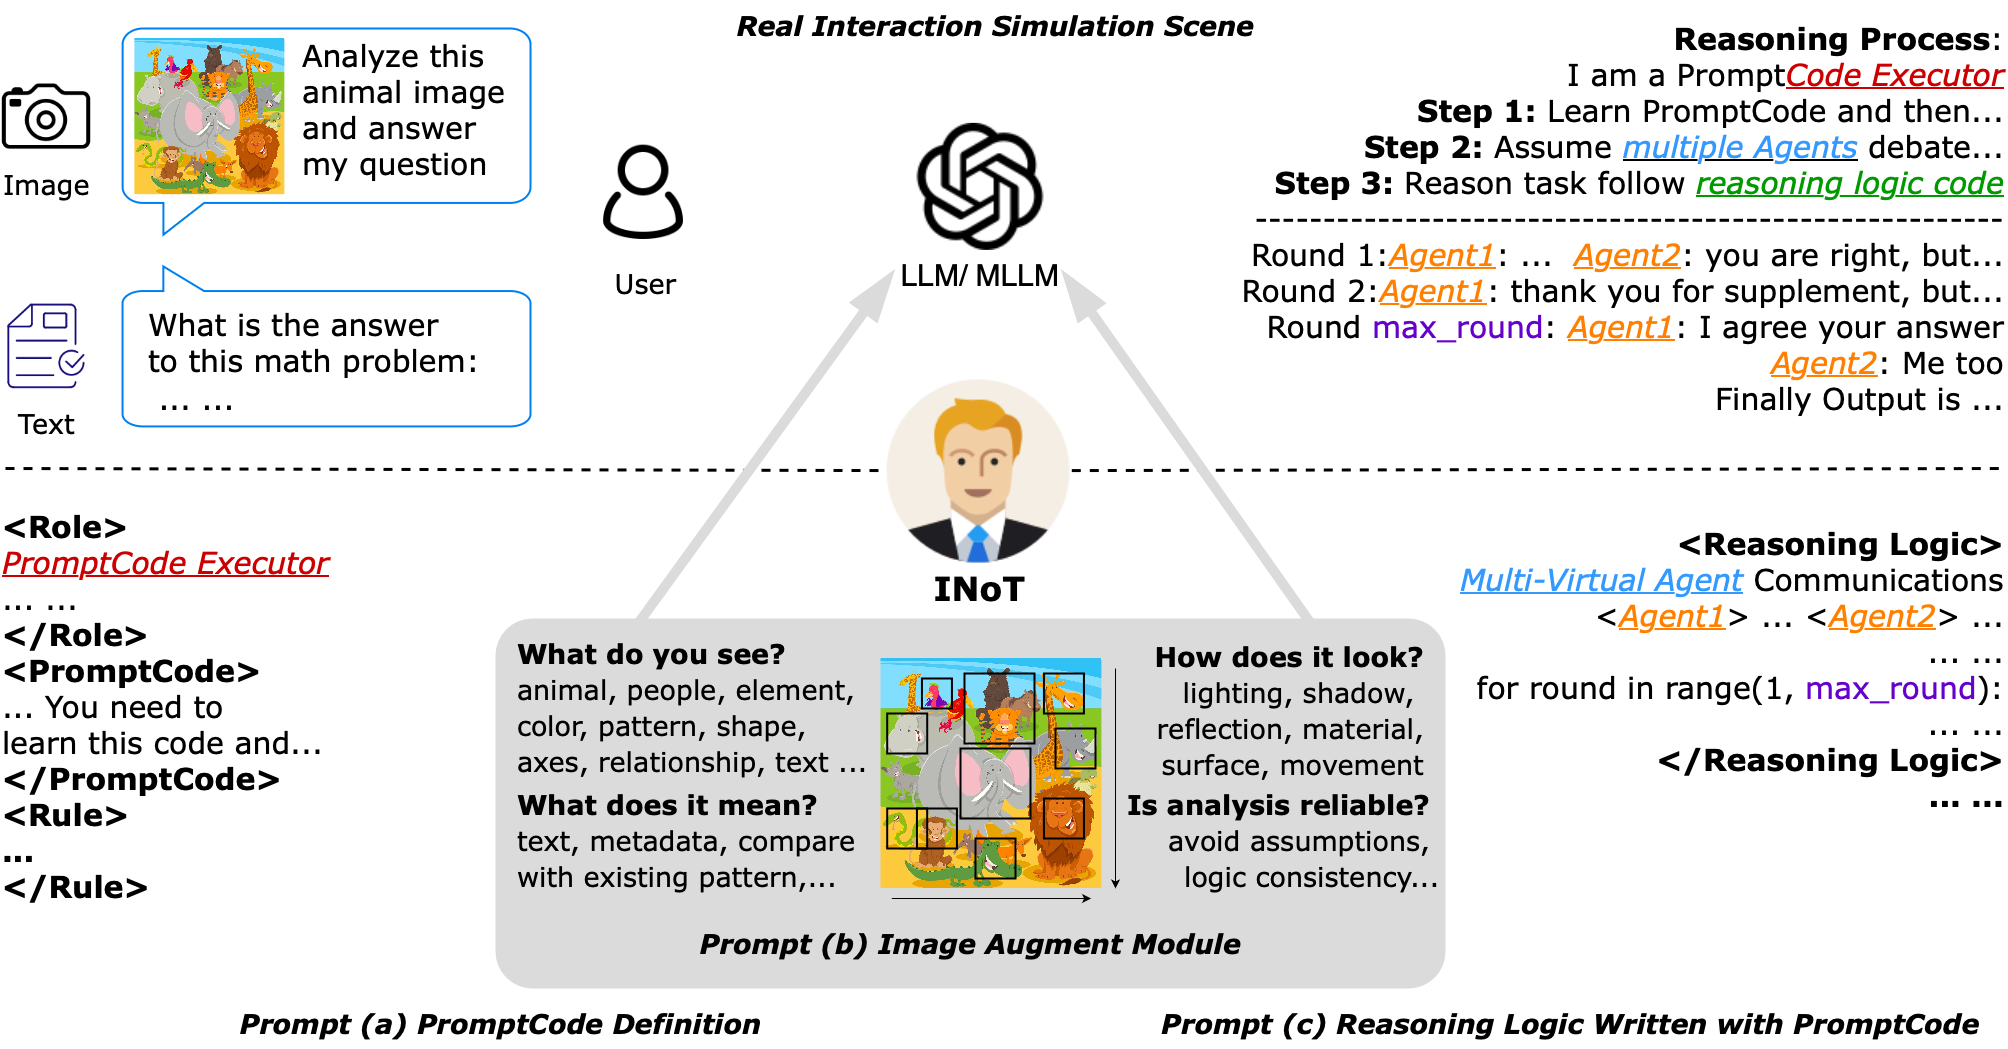 Real Interaction Simulation Scene
Image
Analyze this
animal image
and answer
my question
Text
What is the answer
to this math problem:
... ...
User
LLM/ MLLM
Reasoning Process:
I am a PromptCode Executor
Step 1: Learn PromptCode and then...
Step 2: Assume multiple Agents debate...
Step 3: Reason task follow reasoning logic code
Round 1:Agent1: ... Agent2: you are right, but...
Round 2:Agent1: thank you for supplement, but...
Round max_round: Agent1: I agree your answer
Agent2: Me too
Finally Output is ...
INoT
<Role>
PromptCode Executor
... ...
</Role>
<PromptCode>
... You need to
learn this code and...
</PromptCode>
<Rule>
...
</Rule>
Prompt (a) PromptCode Definition
What do you see?
animal, people, element,
color, pattern, shape,
axes, relationship, text ...
What does it mean?
text, metadata, compare
with existing pattern,...
How does it look?
lighting, shadow,
reflection, material,
surface, movement
Is analysis reliable?
avoid assumptions,
logic consistency...
Prompt (b) Image Augment Module
<Reasoning Logic>
Multi-Virtual Agent Communications
<Agent1> ... <Agent2> ...
... ...
for round in range(1, max_round):
... ...
</Reasoning Logic>
... ...
Prompt (c) Reasoning Logic Written with PromptCode